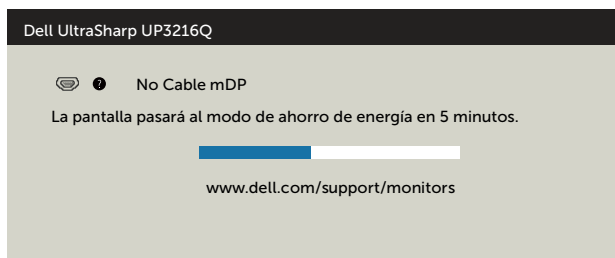 Dell UltraSharp UP3216Q
? No Cable mDP
La pantalla pasará al modo de ahorro de energía en 5 minutos.
www.dell.com/support/monitors